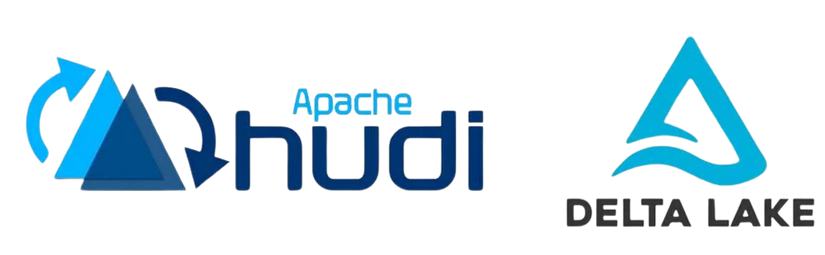 Apache
hudi
DELTA LAKE